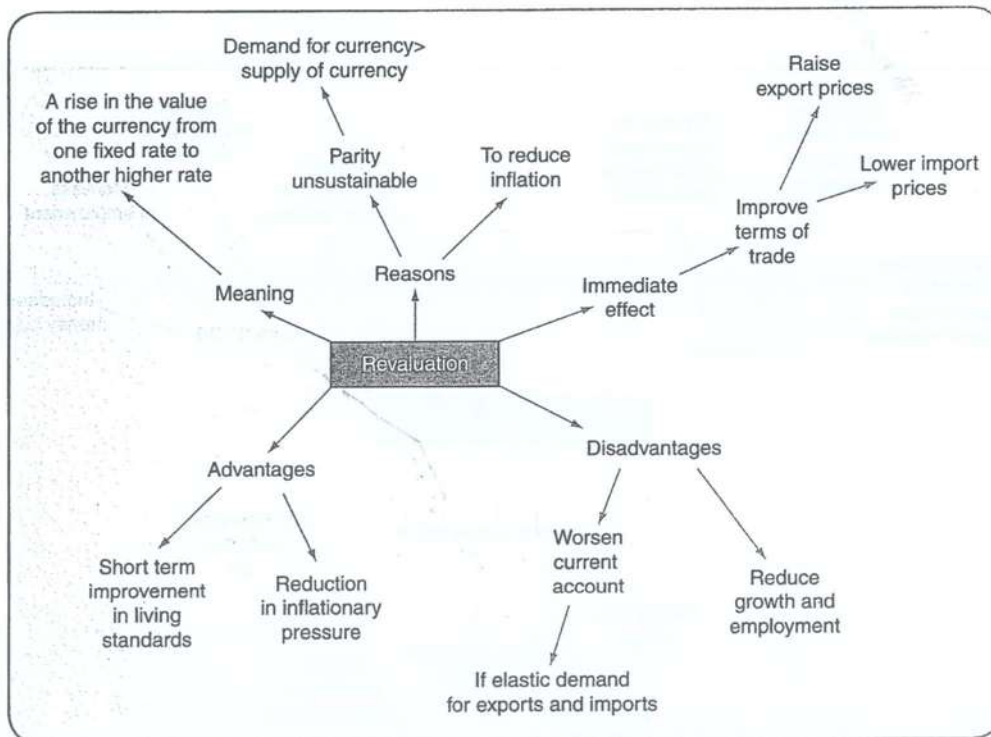 Demand for currency>
supply of currency
A rise in the value
of the currency from
one fixed rate to
another higher rate
Parity
unsustainable
To reduce
inflation
Raise
export prices
Lower import
prices
Improve
terms of
trade
Meaning
Reasons
Immediate
effect
Revaluation
Advantages
Disadvantages
Short term
improvement
in living
standards
Reduction
in inflationary
pressure
Worsen
current
account
Reduce
growth and
employment
If elastic demand
for exports and imports